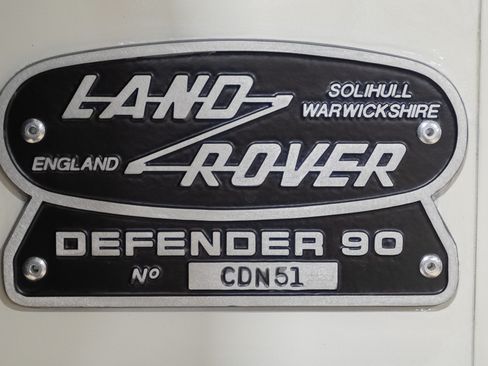 LAND
ROVER
SOLIHULL
WARWICKSHIRE
ENGLAND
DEFENDER 90
Nº CDN51